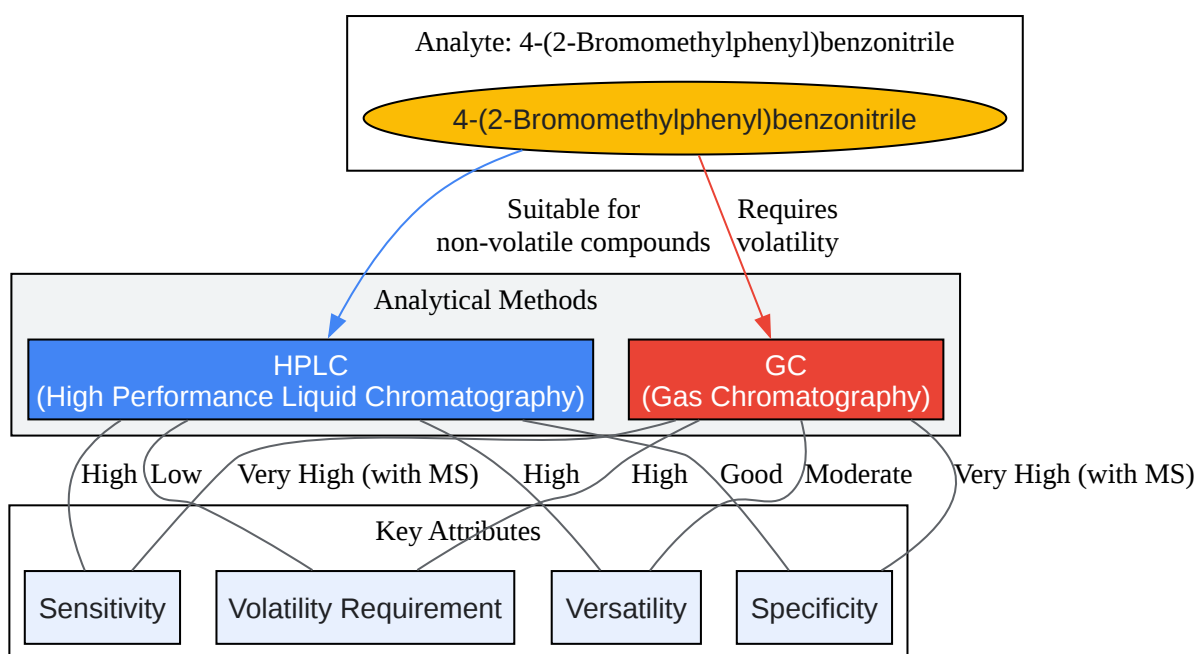 Analyte: 4-(2-Bromomethylphenyl)benzonitrile
4-(2-Bromomethylphenyl)benzonitrile
Suitable for
non-volatile compounds
Requires
volatility
Analytical Methods
HPLC
(High Performance Liquid Chromatography)
GC
(Gas Chromatography)
High
Low
Very High (with MS)
High
High
Good
Moderate
Very High (with MS)
Key Attributes
Sensitivity
Volatility Requirement
Versatility
Specificity